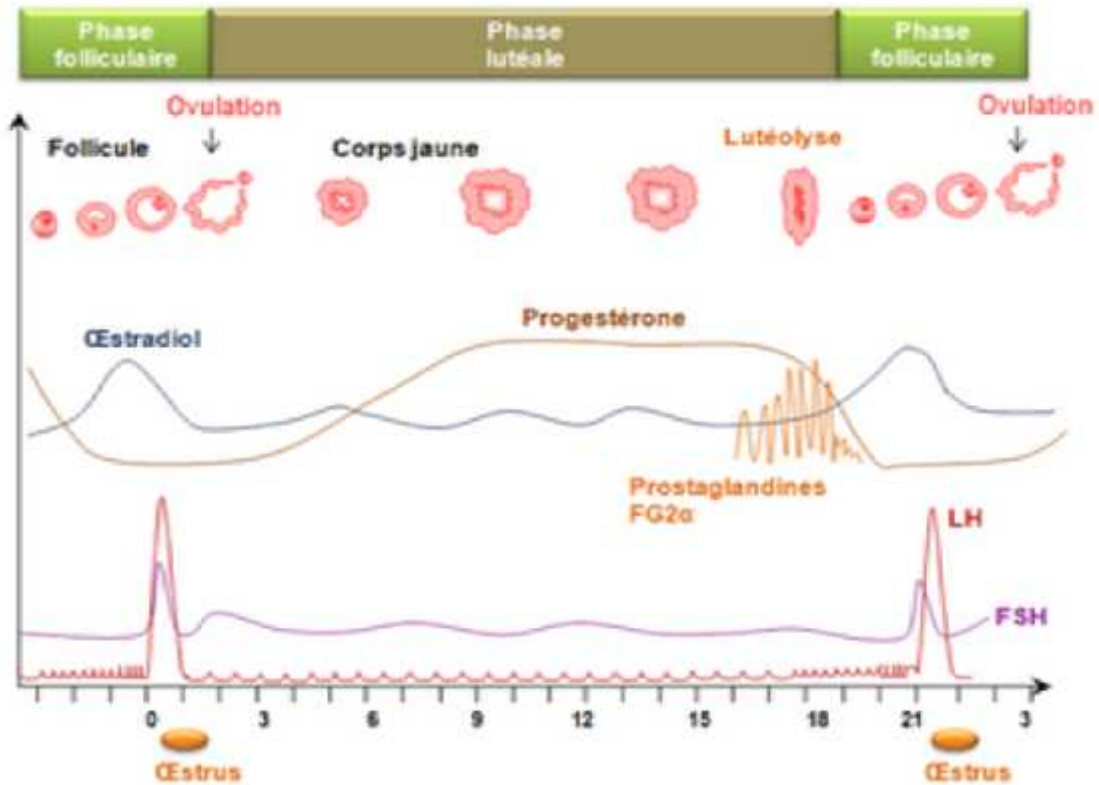 Phase
folliculaire
Phase
lutéale
Phase
folliculaire
Ovulation
Ovulation
Follicule
Corps jaune
Lutéolyse
Œstradiol
Progestérone
Prostaglandines
FG2α
LH
FSH
0 3 6 9 12 15 18 21 3
Œstrus
Œstrus